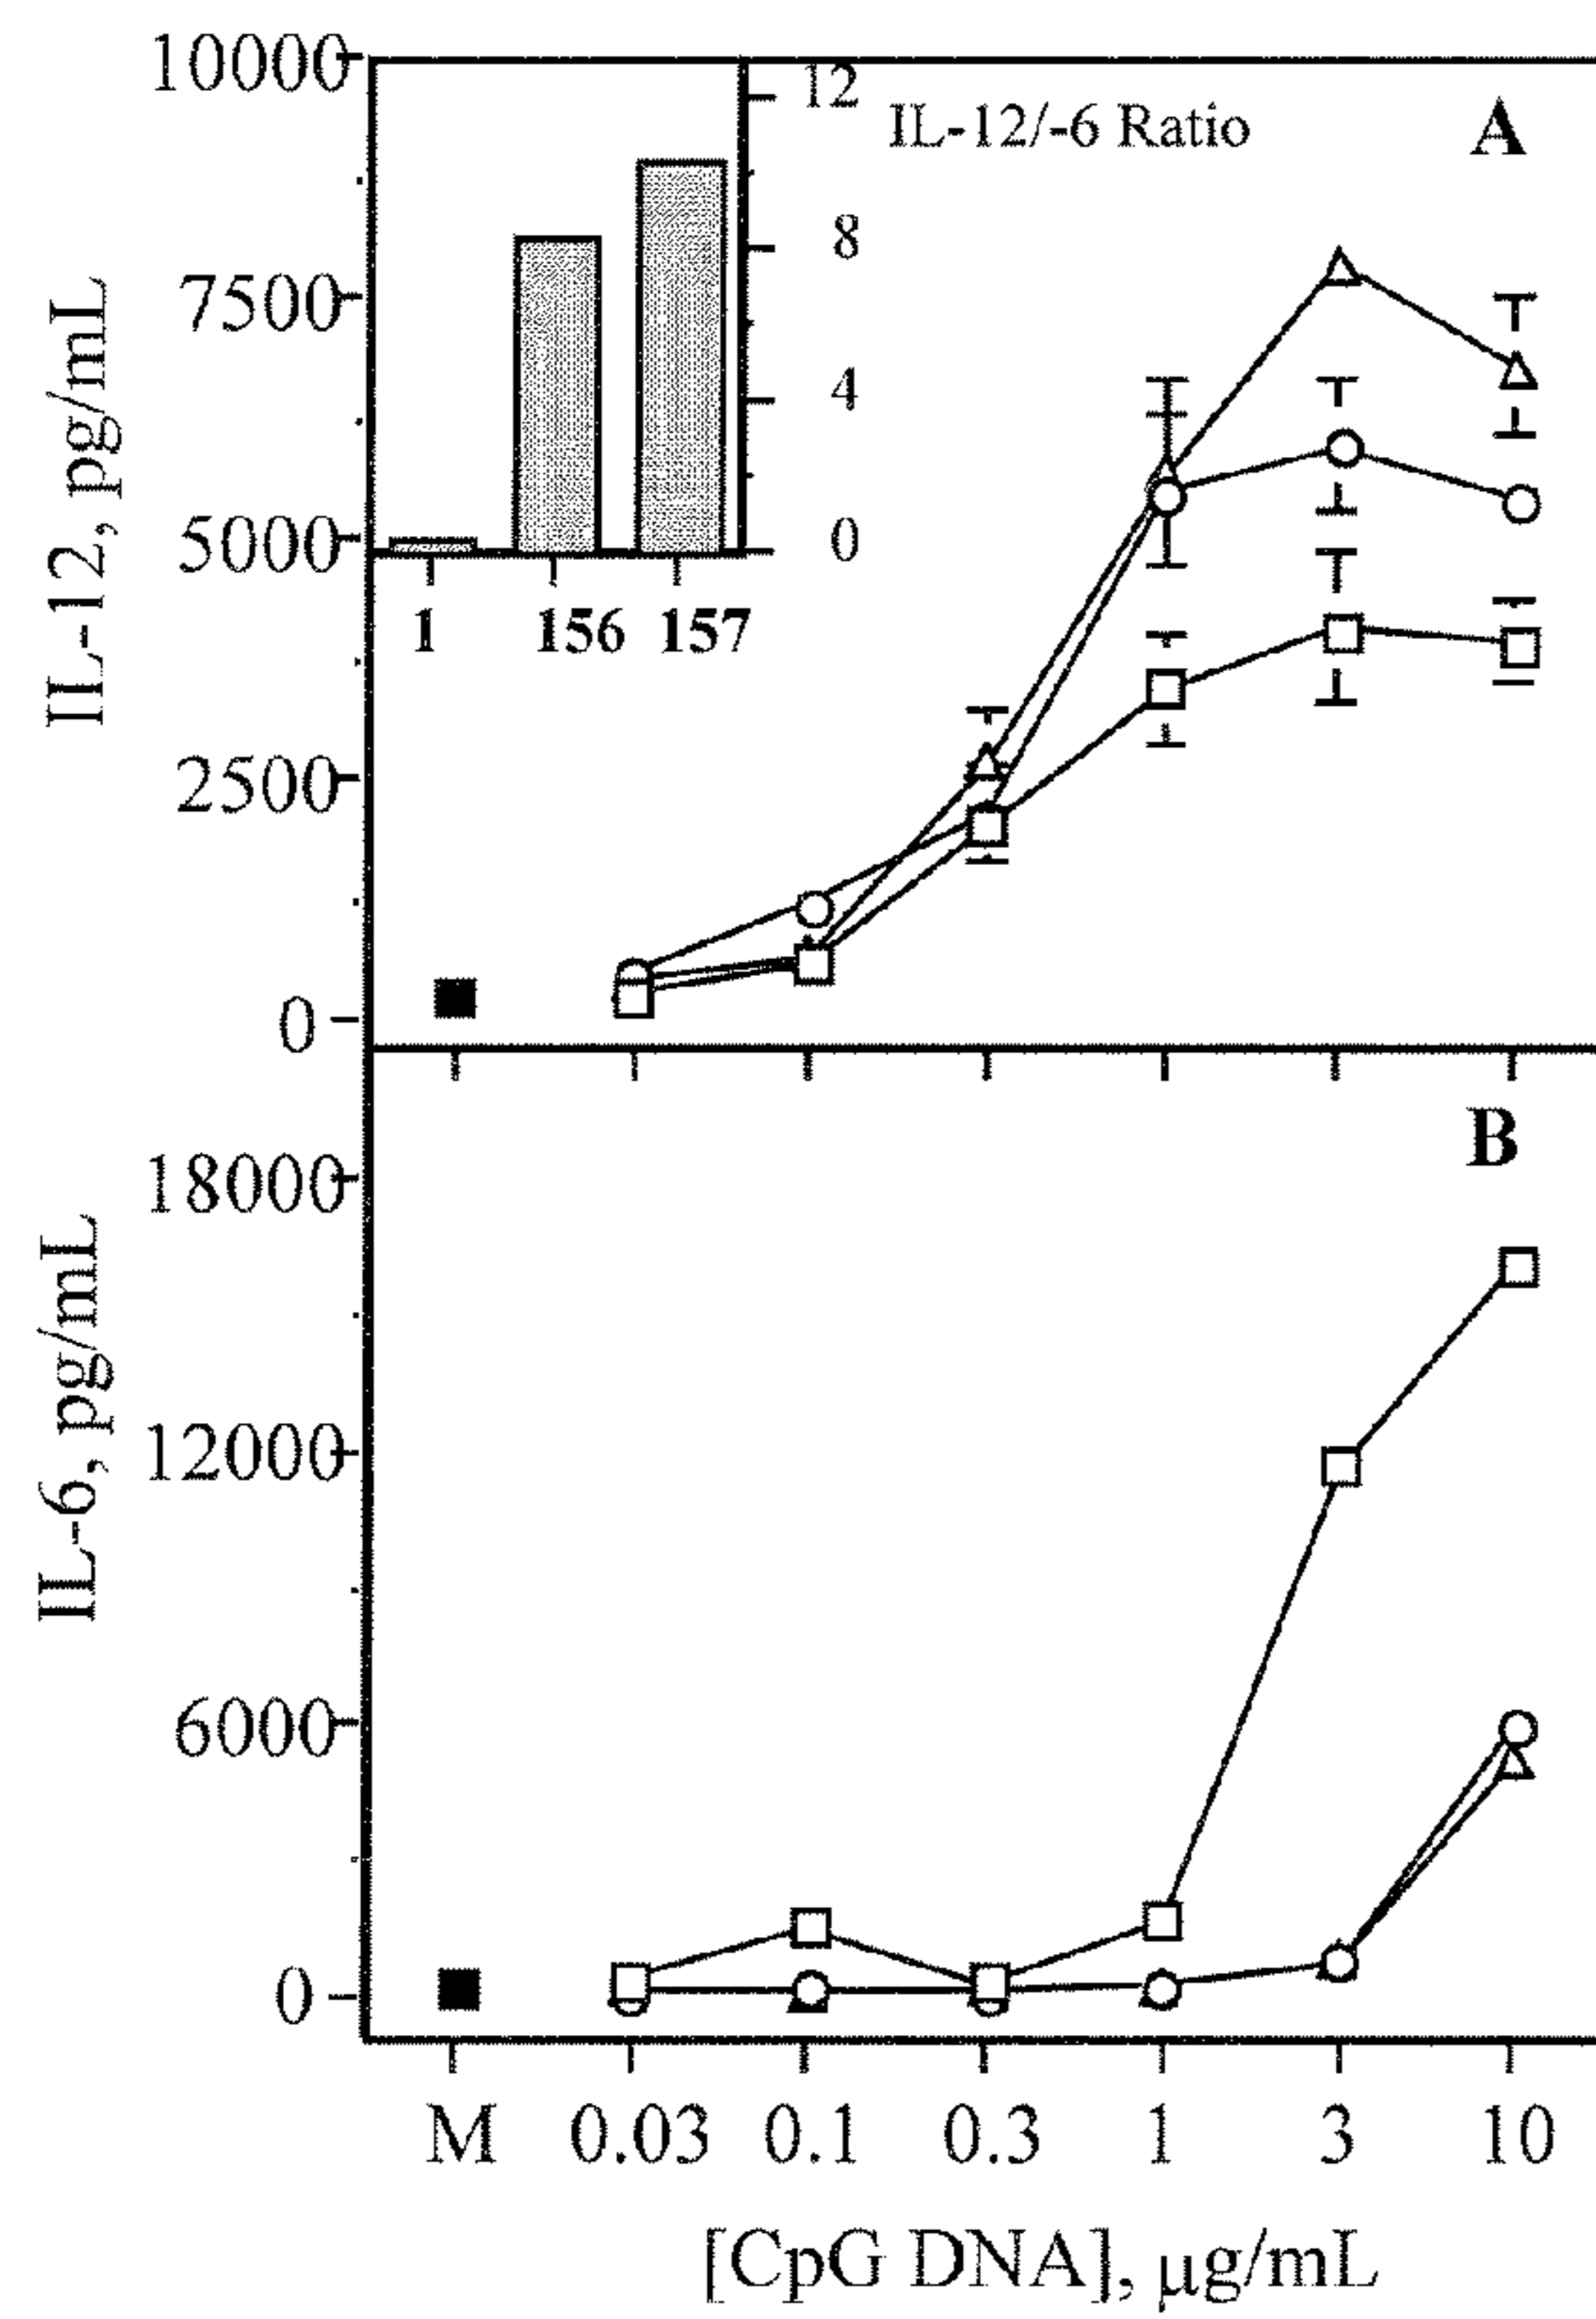 10000
7500
5000
2500
0
IL-12, pg/mL
12
8
4
0
IL-12/-6 Ratio
A
1 156 157
B
18000
12000
6000
0
IL-6, pg/mL
M 0.03 0.1 0.3 1 3 10
[CpG DNA], μg/mL